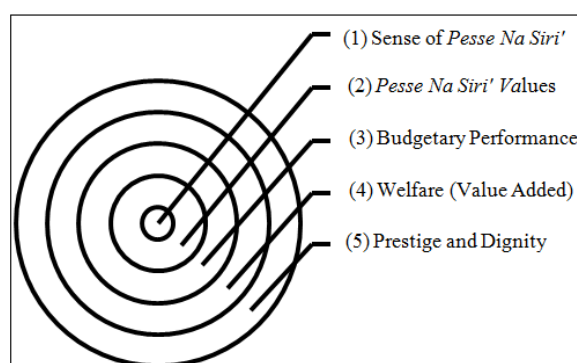 (1) Sense of Pesse Na Siri'
(2) Pesse Na Siri' Values
(3) Budgetary Performance
(4) Welfare (Value Added)
(5) Prestige and Dignity